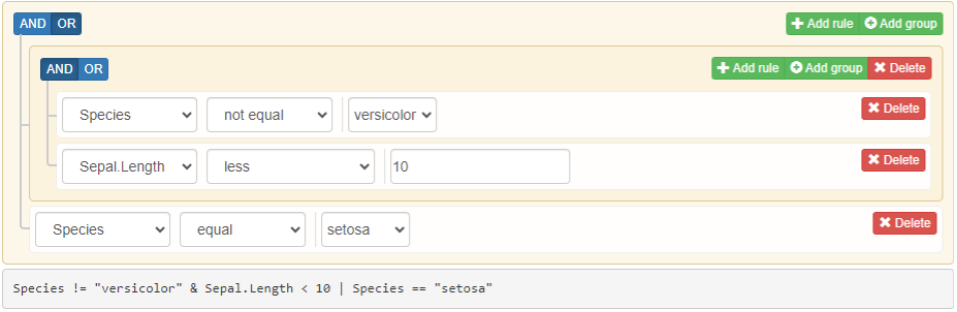 AND OR Add rule Add group
AND OR Add rule Add group Delete
Species not equal versicolor Delete
Sepal.Length less 10 Delete
Species equal setosa Delete
Species != "versicolor" & Sepal.Length < 10 | Species == "setosa"